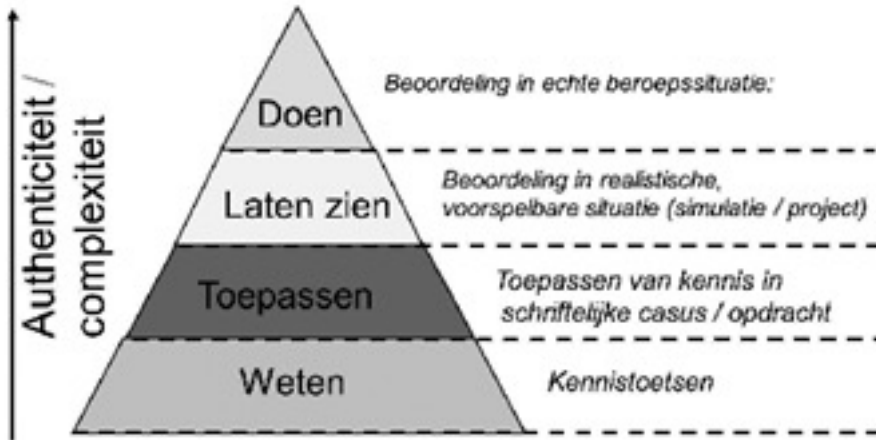 Authenticiteit /
complexiteit
Doen
Beoordeling in echte beroepssituatie:
Laten zien
Beoordeling in realistische,
voorspelbare situatie (simulatie / project)
Toepassen
Toepassen van kennis in
schriftelijke casus / opdracht
Weten
Kennistoetsen